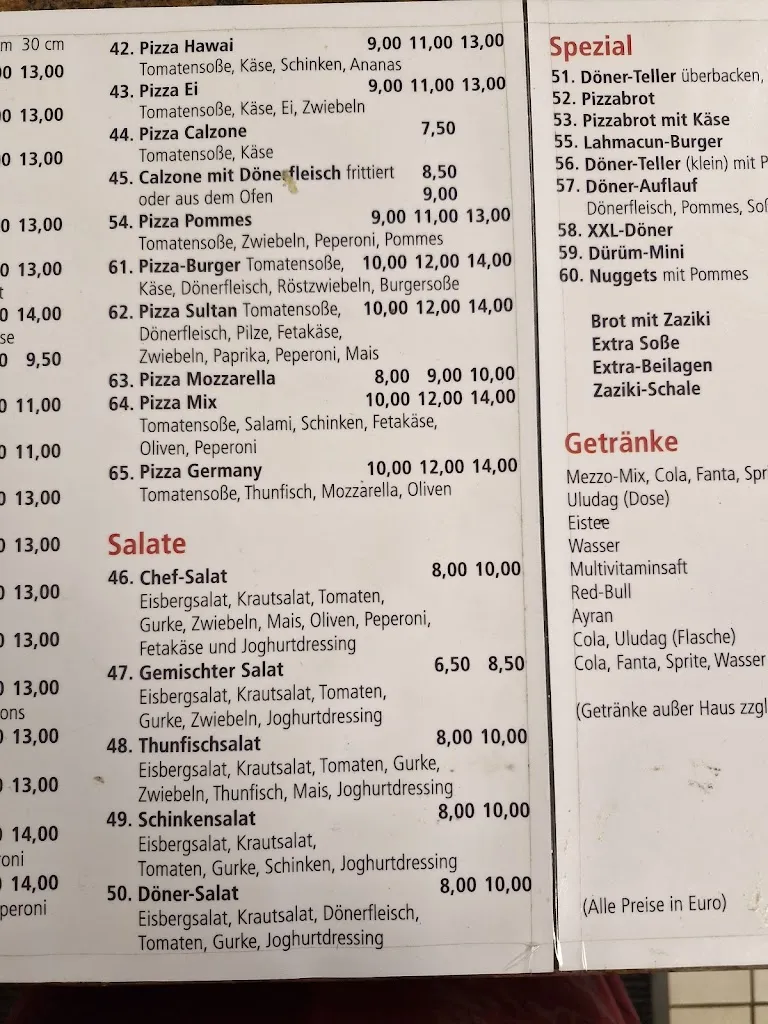 m 30 cm
00 13,00
0 13,00
0 13,00
0 13,00
0 13,00
t
0 14,00
se
0 9,50
0 11,00
0 11,00
0 13,00
0 13,00
0 13,00
0 13,00
0 13,00
ons
0 13,00
0 13,00
0 14,00
roni
0 14,00
peroni
42. Pizza Hawai 9,00 11,00 13,00
Tomatensoße, Käse, Schinken, Ananas
43. Pizza Ei 9,00 11,00 13,00
Tomatensoße, Käse, Ei, Zwiebeln
44. Pizza Calzone 7,50
Tomatensoße, Käse
45. Calzone mit Dönerfleisch frittiert 8,50
oder aus dem Ofen 9,00
54. Pizza Pommes 9,00 11,00 13,00
Tomatensoße, Zwiebeln, Peperoni, Pommes
61. Pizza-Burger Tomatensoße, 10,00 12,00 14,00
Käse, Dönerfleisch, Röstzwiebeln, Burgersoße
62. Pizza Sultan Tomatensoße, 10,00 12,00 14,00
Dönerfleisch, Pilze, Fetakäse,
Zwiebeln, Paprika, Peperoni, Mais
63. Pizza Mozzarella 8,00 9,00 10,00
64. Pizza Mix 10,00 12,00 14,00
Tomatensoße, Salami, Schinken, Fetakäse,
Oliven, Peperoni
65. Pizza Germany 10,00 12,00 14,00
Tomatensoße, Thunfisch, Mozzarella, Oliven
Salate
46. Chef-Salat 8,00 10,00
Eisbergsalat, Krautsalat, Tomaten,
Gurke, Zwiebeln, Mais, Oliven, Peperoni,
Fetakäse und Joghurtdressing
47. Gemischter Salat 6,50 8,50
Eisbergsalat, Krautsalat, Tomaten,
Gurke, Zwiebeln, Joghurtdressing
48. Thunfischsalat 8,00 10,00
Eisbergsalat, Krautsalat, Tomaten, Gurke,
Zwiebeln, Thunfisch, Mais, Joghurtdressing
49. Schinkensalat 8,00 10,00
Eisbergsalat, Krautsalat,
Tomaten, Gurke, Schinken, Joghurtdressing
50. Döner-Salat 8,00 10,00
Eisbergsalat, Krautsalat, Dönerfleisch,
Tomaten, Gurke, Joghurtdressing
Spezial
51. Döner-Teller überbacken,
52. Pizzabrot
53. Pizzabrot mit Käse
55. Lahmacun-Burger
56. Döner-Teller (klein) mit P
57. Döner-Auflauf
Dönerfleisch, Pommes, Soß
58. XXL-Döner
59. Dürüm-Mini
60. Nuggets mit Pommes
Brot mit Zaziki
Extra Soße
Extra-Beilagen
Zaziki-Schale
Getränke
Mezzo-Mix, Cola, Fanta, Spr
Uludag (Dose)
Eistee
Wasser
Multivitaminsaft
Red-Bull
Ayran
Cola, Uludag (Flasche)
Cola, Fanta, Sprite, Wasser
(Getränke außer Haus zzgl
(Alle Preise in Euro)